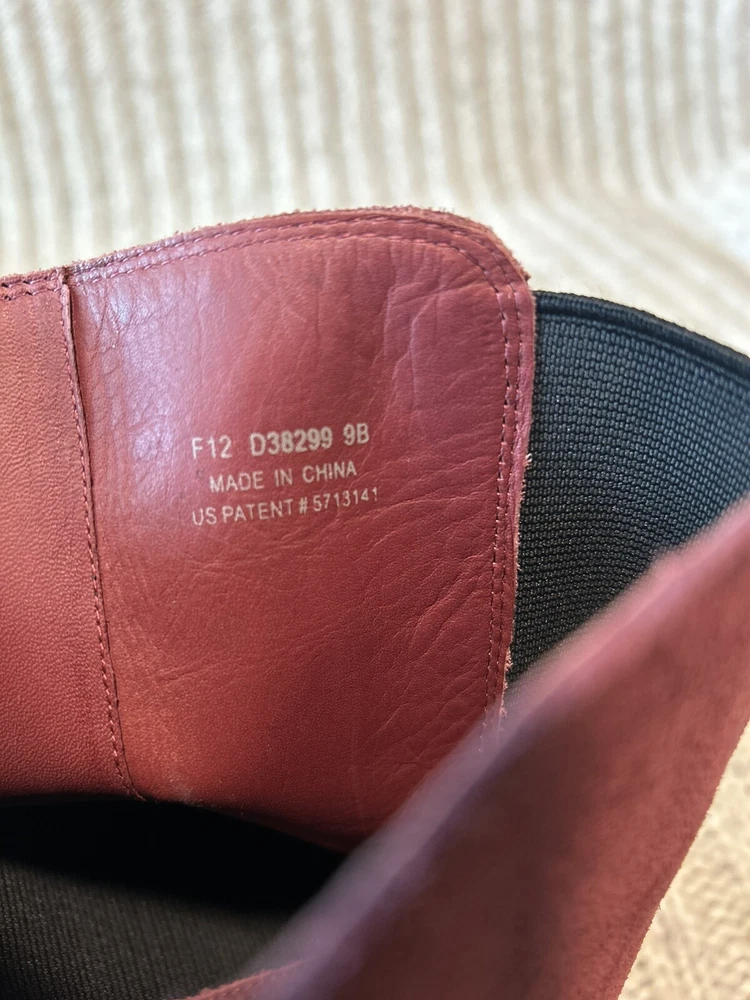 F12 D38299 9B
MADE IN CHINA
US PATENT # 5713141